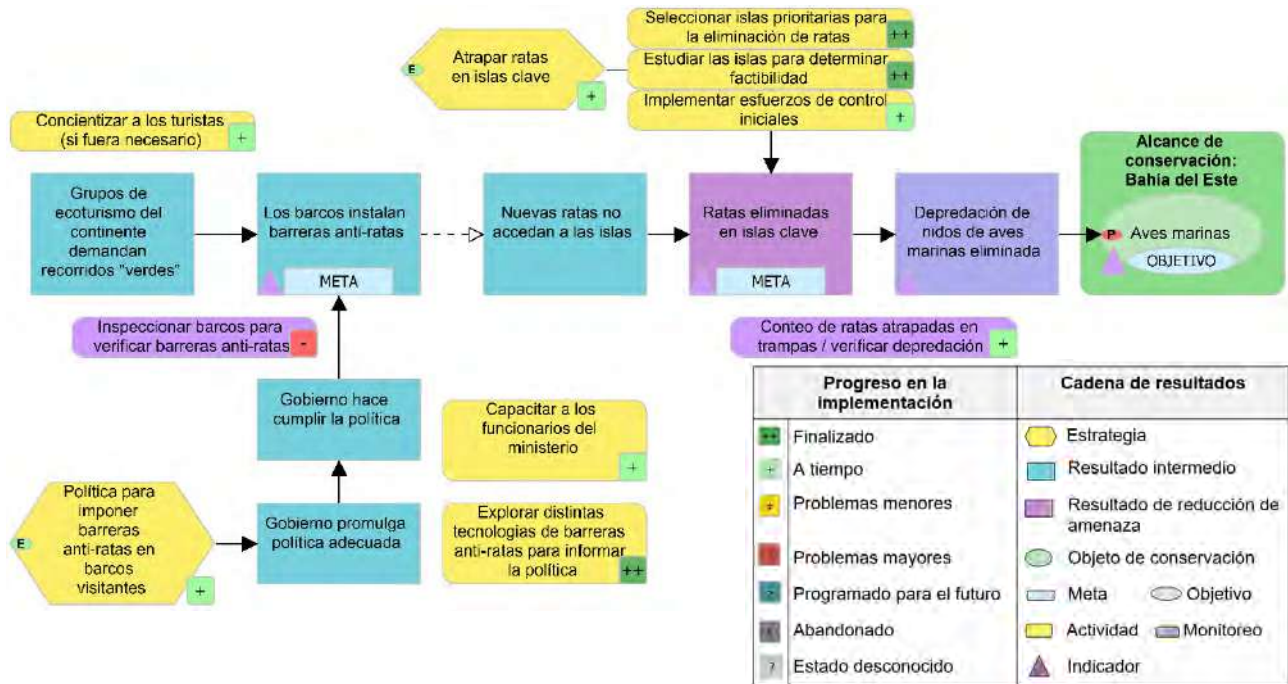 Seleccionar islas prioritarias para
la eliminación de ratas
++
E
Atrapar ratas
en islas clave
+
Estudiar las islas para determinar
factibilidad
++
Implementar esfuerzos de control
iniciales
+
Concientizar a los turistas
(si fuera necesario)
+
Alcance de
conservación:
Bahía del Este
Grupos de
ecoturismo del
continente
demandan
recorridos "verdes"
Los barcos instalan
barreras anti-ratas
META
Nuevas ratas no
accedan a las islas
Ratas eliminadas
en islas clave
META
Depredación de
nidos de aves
marinas eliminada
P
Aves marinas
OBJETIVO
Inspeccionar barcos para
verificar barreras anti-ratas
-
Conteo de ratas atrapadas en
trampas / verificar depredación
+
Gobierno hace
cumplir la política
Capacitar a los
funcionarios del
ministerio
+
E
Política para
imponer
barreras
anti-ratas en
barcos
visitantes
+
Gobierno promulga
política adecuada
Explorar distintas
tecnologías de barreras
anti-ratas para informar
la política
++
Progreso en la
implementación
++ Finalizado
+ A tiempo
Problemas menores
Problemas mayores
Programado para el futuro
Abandonado
? Estado desconocido
Cadena de resultados
Estrategia
Resultado intermedio
Resultado de reducción de
amenaza
Objeto de conservación
Meta Objetivo
Actividad Monitoreo
Indicador